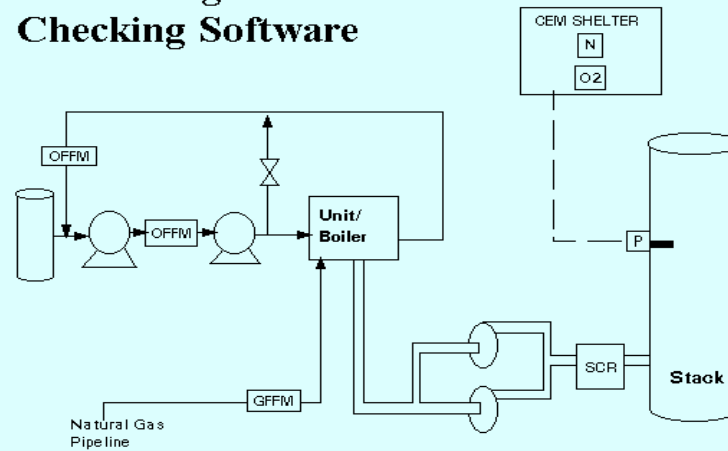 Checking Software
CEM SHELTER
N
O2
OFFM
OFFM
Unit/
Boiler
P
SCR
Stack
GFFM
Natural Gas
Pipeline